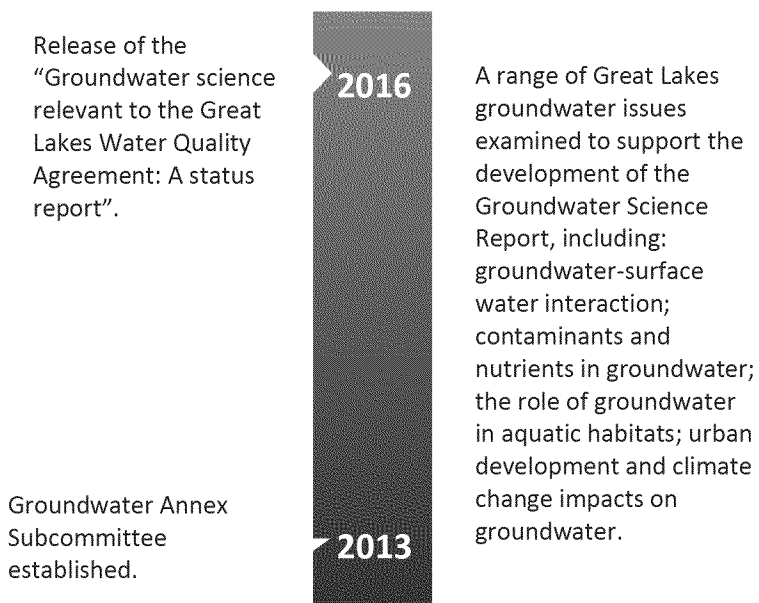 Release of the
“Groundwater science
relevant to the Great
Lakes Water Quality
Agreement: A status
report”.
2016
A range of Great Lakes
groundwater issues
examined to support the
development of the
Groundwater Science
Report, including:
groundwater-surface
water interaction;
contaminants and
nutrients in groundwater;
the role of groundwater
in aquatic habitats; urban
development and climate
change impacts on
groundwater.
Groundwater Annex
Subcommittee
established.
2013